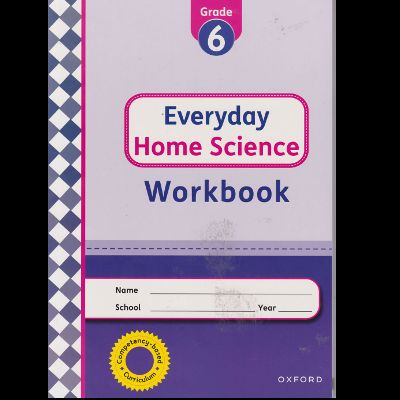 Grade
6
Everyday
Home Science
Workbook
Name
School Year
Competency-based
Curriculum
OXFORD